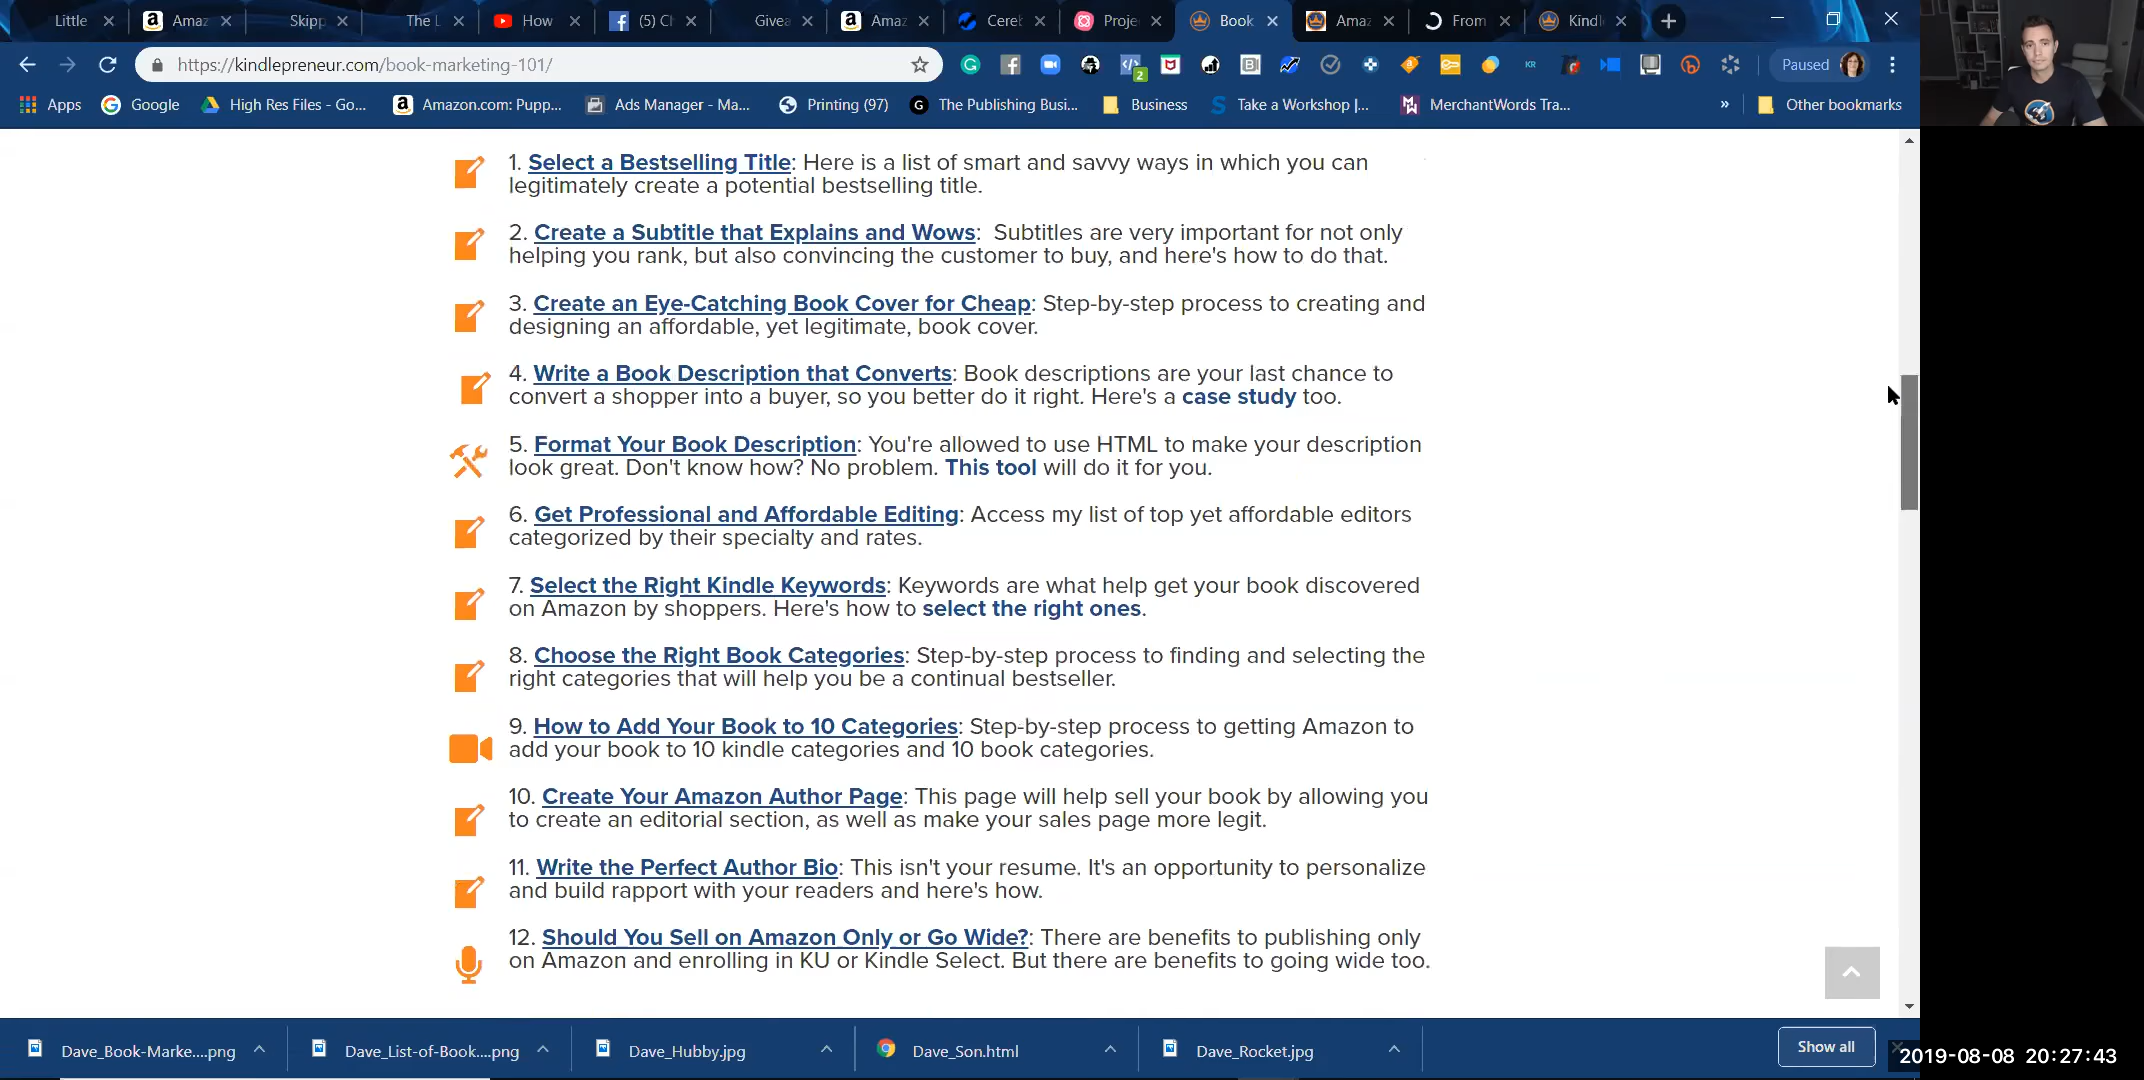 Little
Amaz
Skipp
The L
How
(5) Cl
Givea
Amaz
Cereb
Proje
Book
Amaz
From
Kindl
https://kindlepreneur.com/book-marketing-101/
2
KR
Paused
Apps
Google
High Res Files - Go...
Amazon.com: Pupp...
Ads Manager - Ma...
Printing (97)
The Publishing Busi...
Business
Take a Workshop |...
MerchantWords Tra...
»
Other bookmarks
1. Select a Bestselling Title: Here is a list of smart and savvy ways in which you can
legitimately create a potential bestselling title.
2. Create a Subtitle that Explains and Wows: Subtitles are very important for not only
helping you rank, but also convincing the customer to buy, and here's how to do that.
3. Create an Eye-Catching Book Cover for Cheap: Step-by-step process to creating and
designing an affordable, yet legitimate, book cover.
4. Write a Book Description that Converts: Book descriptions are your last chance to
convert a shopper into a buyer, so you better do it right. Here's a case study too.
5. Format Your Book Description: You're allowed to use HTML to make your description
look great. Don't know how? No problem. This tool will do it for you.
6. Get Professional and Affordable Editing: Access my list of top yet affordable editors
categorized by their specialty and rates.
7. Select the Right Kindle Keywords: Keywords are what help get your book discovered
on Amazon by shoppers. Here's how to select the right ones.
8. Choose the Right Book Categories: Step-by-step process to finding and selecting the
right categories that will help you be a continual bestseller.
9. How to Add Your Book to 10 Categories: Step-by-step process to getting Amazon to
add your book to 10 kindle categories and 10 book categories.
10. Create Your Amazon Author Page: This page will help sell your book by allowing you
to create an editorial section, as well as make your sales page more legit.
11. Write the Perfect Author Bio: This isn't your resume. It's an opportunity to personalize
and build rapport with your readers and here's how.
12. Should You Sell on Amazon Only or Go Wide?: There are benefits to publishing only
on Amazon and enrolling in KU or Kindle Select. But there are benefits to going wide too.
Dave_Book-Marke....png
Dave_List-of-Book....png
Dave_Hubby.jpg
Dave_Son.html
Dave_Rocket.jpg
Show all
2019-08-08 20:27:43